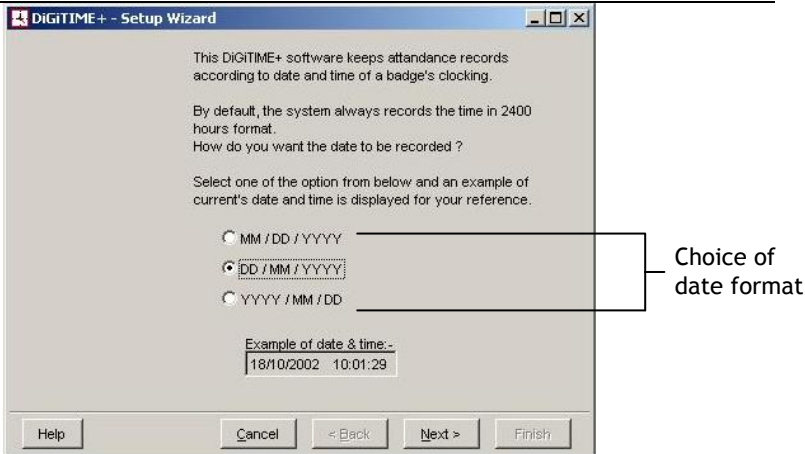 DiGiTIME+ - Setup Wizard
This DiGiTIME+ software keeps attandance records
according to date and time of a badge's clocking.
By default, the system always records the time in 2400
hours format.
How do you want the date to be recorded ?
Select one of the option from below and an example of
current's date and time is displayed for your reference.
MM / DD / YYYY
DD / MM / YYYY
YYYY / MM / DD
Choice of
date format
Example of date & time:-
18/10/2002 10:01:29
Help Cancel < Back Next > Finish